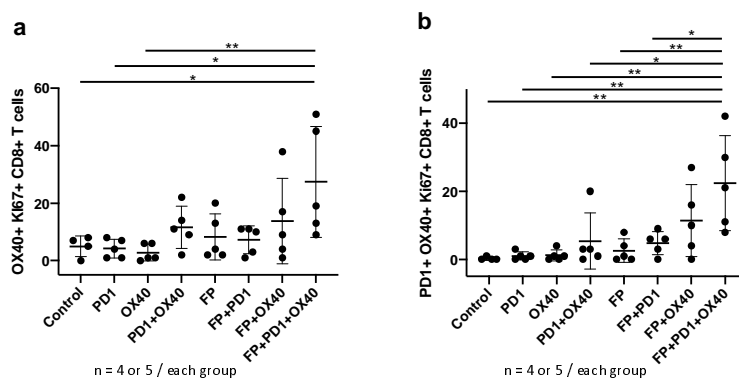 a
**
*
*
OX40+ Ki67+ CD8+ T cells
60
40
20
0
Control
PD1
OX40
PD1+OX40
FP
FP+PD1
FP+OX40
FP+PD1+OX40
n = 4 or 5 / each group
b
*
**
*
**
**
**
PD1+ OX40+ Ki67+ CD8+ T cells
40
20
0
Control
PD1
OX40
PD1+OX40
FP
FP+PD1
FP+OX40
FP+PD1+OX40
n = 4 or 5 / each group